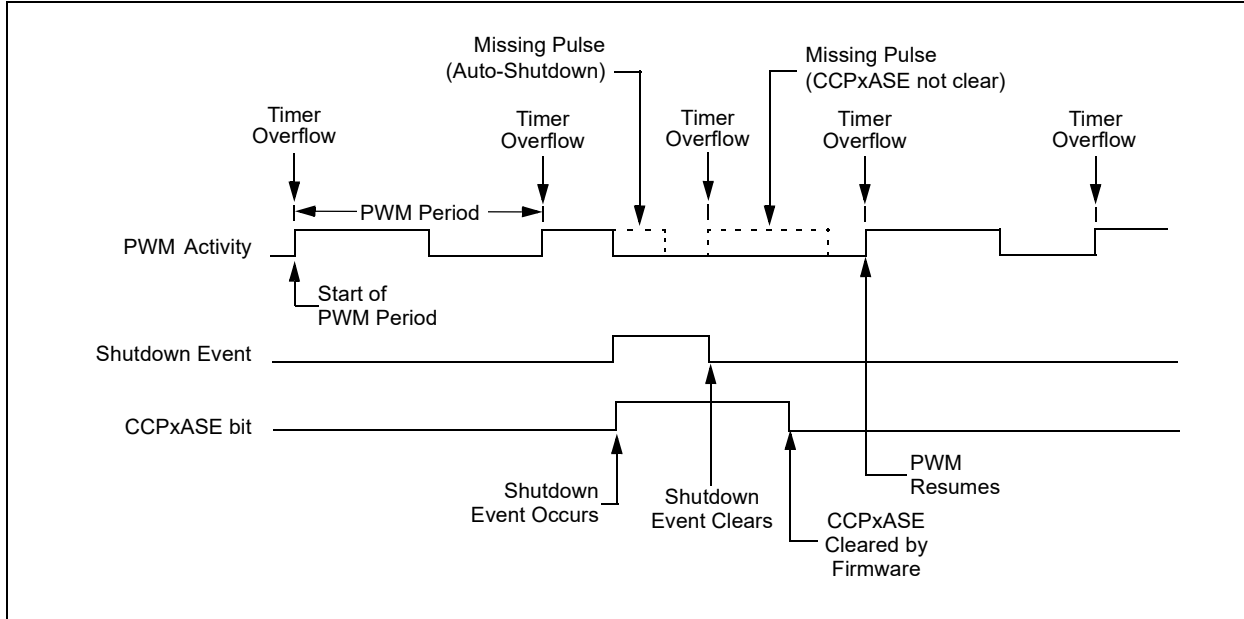 Missing Pulse
(Auto-Shutdown)
Missing Pulse
(CCPxASE not clear)
Timer
Overflow
Timer
Overflow
Timer
Overflow
Timer
Overflow
Timer
Overflow
PWM Period
PWM Activity
Start of
PWM Period
Shutdown Event
CCPxASE bit
Shutdown
Event Occurs
Shutdown
Event Clears
CCPxASE
Cleared by
Firmware
PWM
Resumes